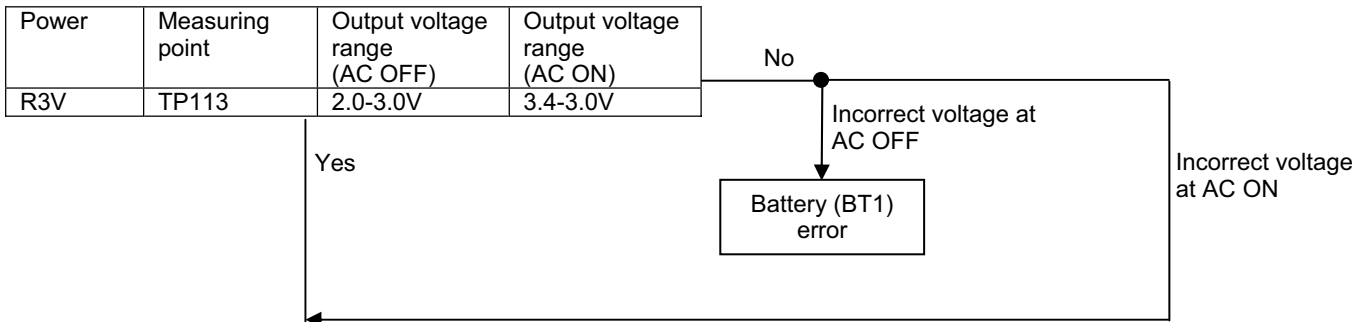 Power Measuring point Output voltage range (AC OFF) Output voltage range (AC ON)
R3V TP113 2.0-3.0V 3.4-3.0V
No
Incorrect voltage at
AC OFF
Yes
Incorrect voltage
at AC ON
Battery (BT1)
error